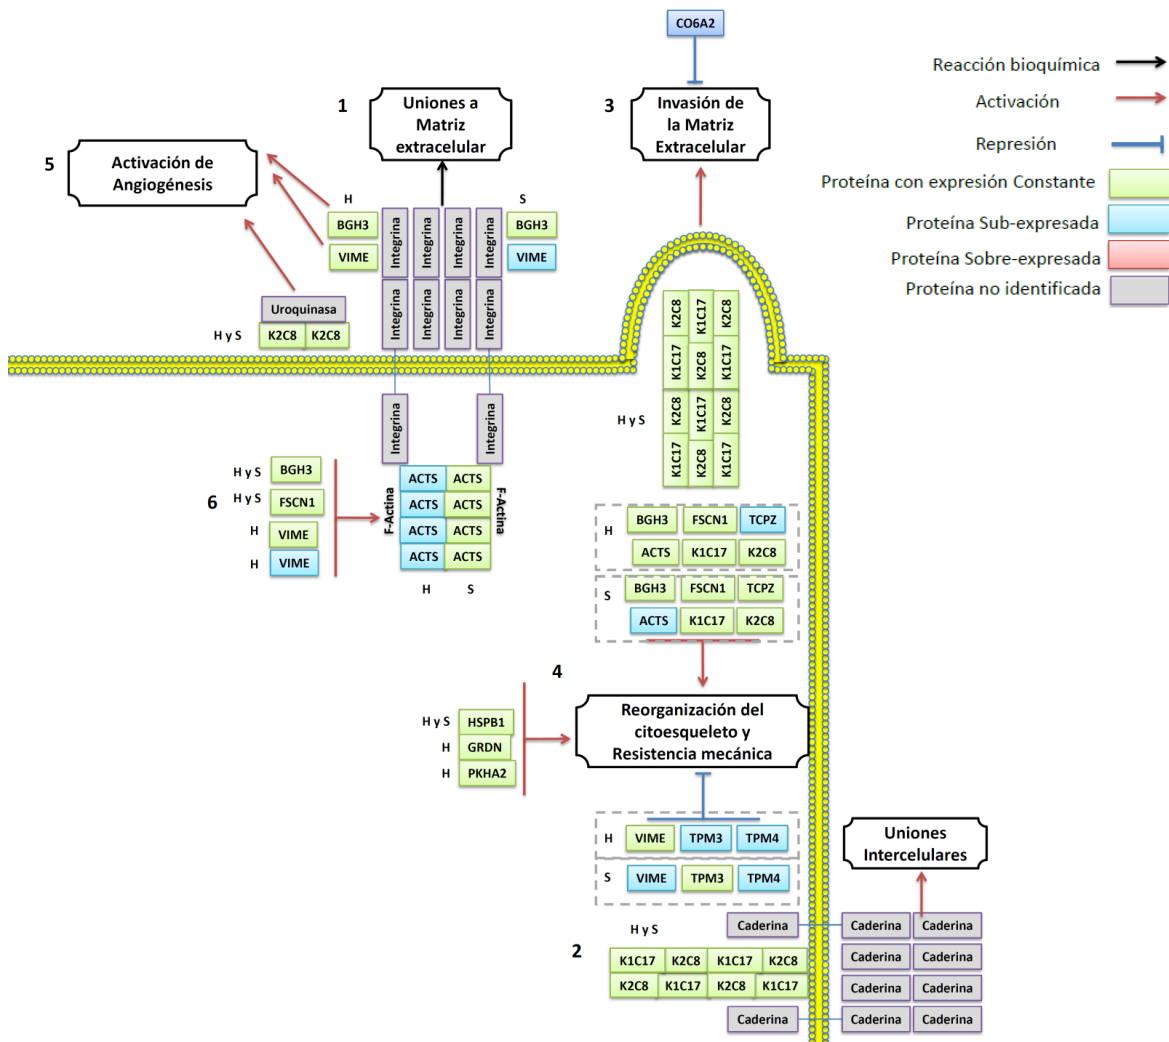 CO6A2
Reacción bioquímica
Activación
Represión
Proteína con expresión Constante
Proteína Sub-expresada
Proteína Sobre-expresada
Proteína no identificada
1
Uniones a
Matriz
extracelular
3
Invasión de
la Matriz
Extracelular
5
Activación de
Angiogénesis
H
BGH3
VIME
Integrina
Integrina
Integrina
Integrina
S
BGH3
VIME
Integrina
Integrina
Integrina
Integrina
Uroquinasa
H y S
K2C8
K2C8
Integrina
Integrina
K2C8
K1C17
K2C8
K1C17
K2C8
K1C17
H y S
K2C8
K1C17
K2C8
K1C17
K2C8
K1C17
6
H y S
BGH3
H y S
FSCN1
H
VIME
H
VIME
F-Actina
ACTS
ACTS
ACTS
ACTS
ACTS
ACTS
ACTS
ACTS
F-Actina
H
S
H
BGH3
FSCN1
TCPZ
ACTS
K1C17
K2C8
S
BGH3
FSCN1
TCPZ
ACTS
K1C17
K2C8
4
Reorganización del
citoesqueleto y
Resistencia mecánica
H y S
HSPB1
H
GRDN
H
PKHA2
H
VIME
TPM3
TPM4
S
VIME
TPM3
TPM4
Uniones
Intercelulares
2
H y S
K1C17
K2C8
K1C17
K2C8
K2C8
K1C17
K2C8
K1C17
Caderina
Caderina
Caderina
Caderina
Caderina
Caderina
Caderina
Caderina
Caderina
Caderina